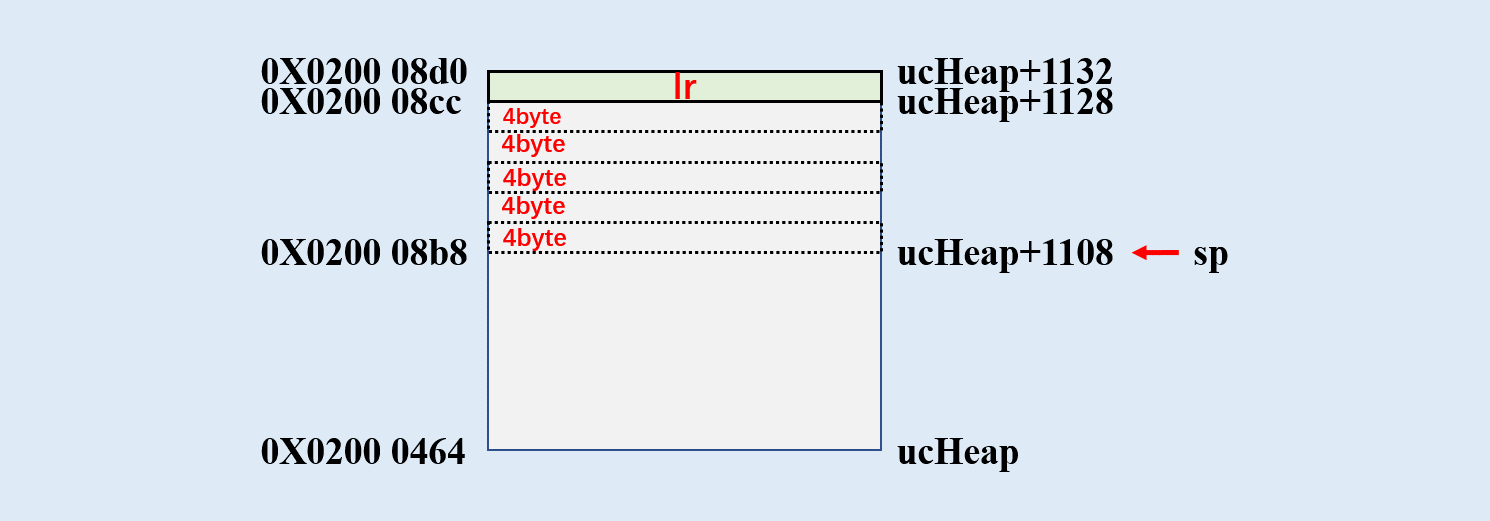 0X0200 08d0 ucHeap+1132
lr
0X0200 08cc ucHeap+1128
4byte
4byte
4byte
4byte
4byte
0X0200 08b8 ucHeap+1108 sp
0X0200 0464 ucHeap